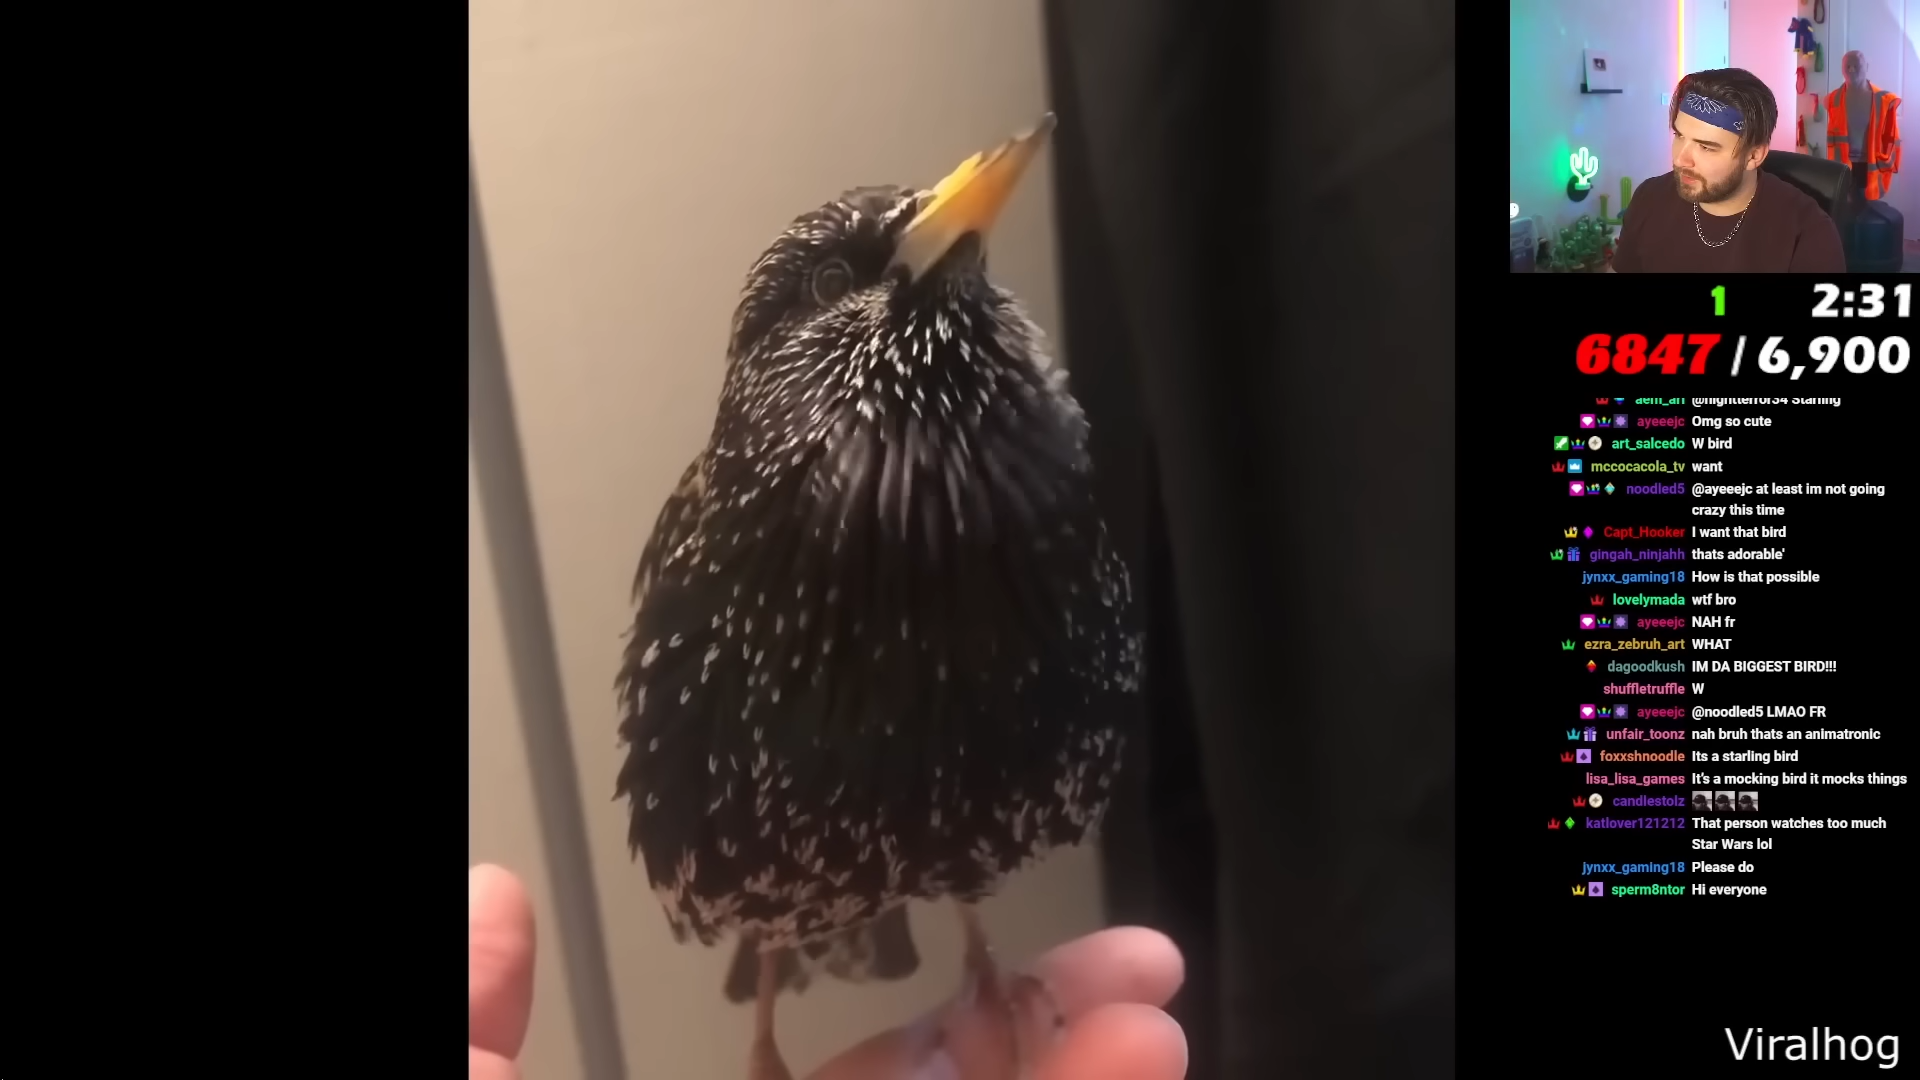 1 2:31
6847 / 6,900
aem_arl @nightterror34 Starling
ayeeejc Omg so cute
art_salcedo W bird
mccocacola_tv want
noodled5 @ayeeejc at least im not going
crazy this time
Capt_Hooker I want that bird
gingah_ninjahh thats adorable'
jynxx_gaming18 How is that possible
lovelymada wtf bro
ayeeejc NAH fr
ezra_zebruh_art WHAT
dagoodkush IM DA BIGGEST BIRD!!!
shuffletruffle W
ayeeejc @noodled5 LMAO FR
unfair_toonz nah bruh thats an animatronic
foxxshnoodle Its a starling bird
lisa_lisa_games It's a mocking bird it mocks things
candlestolz
katlover121212 That person watches too much
Star Wars lol
jynxx_gaming18 Please do
sperm8ntor Hi everyone
Viralhog